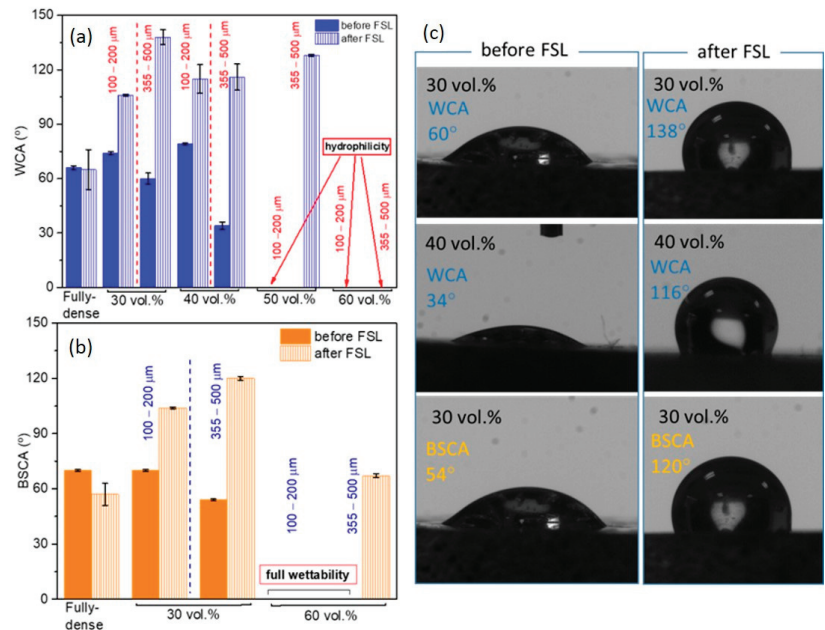 (a)
before FSL
after FSL
WCA (°)
150
120
90
60
30
0
100 – 200 µm
355 – 500 µm
100 – 200 µm
355 – 500 µm
355 – 500 µm
hydrophilicity
100 – 200 µm
100 – 200 µm
355 – 500 µm
Fully-
dense
30 vol.%
40 vol.%
50 vol.%
60 vol.%
(b)
before FSL
after FSL
BSCA (°)
150
120
90
60
30
0
100 – 200 µm
355 – 500 µm
100 – 200 µm
355 – 500 µm
full wettability
Fully-
dense
30 vol.%
60 vol.%
(c)
before FSL
after FSL
30 vol.%
WCA
60°
30 vol.%
WCA
138°
40 vol.%
WCA
34°
40 vol.%
WCA
116°
30 vol.%
BSCA
54°
30 vol.%
BSCA
120°